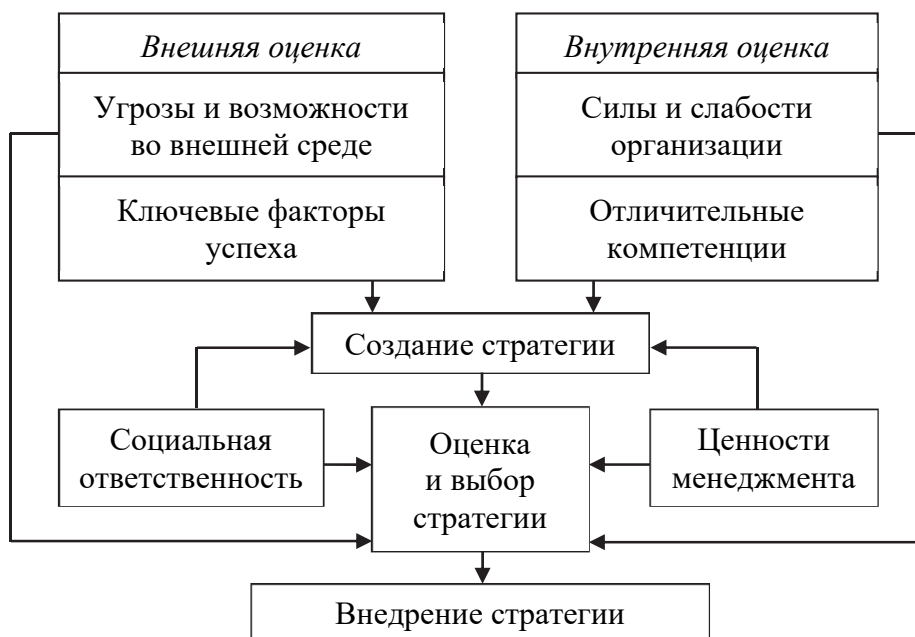 Внешняя оценка
Угрозы и возможности
во внешней среде
Ключевые факторы
успеха
Внутренняя оценка
Силы и слабости
организации
Отличительные
компетенции
Создание стратегии
Социальная
ответственность
Оценка
и выбор
стратегии
Ценности
менеджмента
Внедрение стратегии